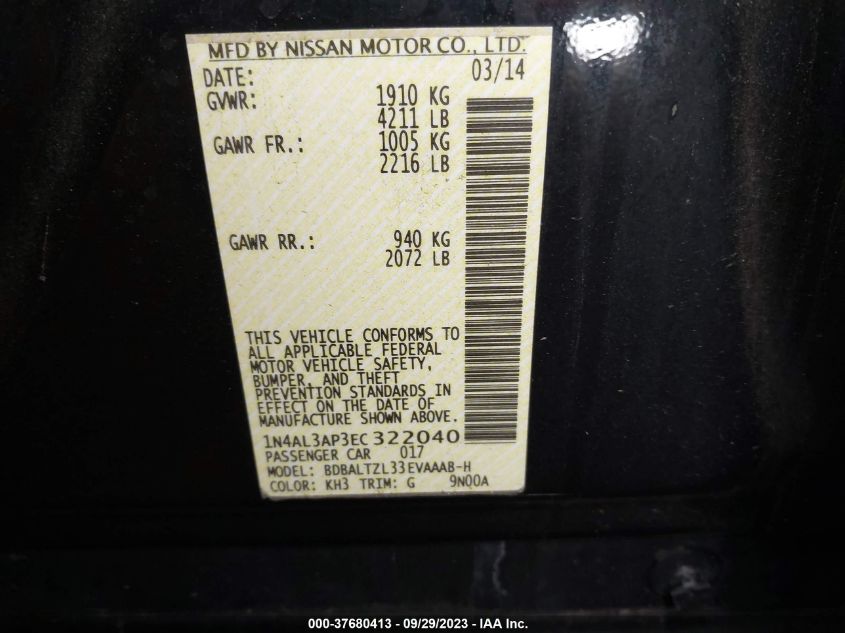 MFD BY NISSAN MOTOR CO., LTD.
DATE: 03/14
GVWR: 1910 KG
4211 LB
GAWR FR.: 1005 KG
2216 LB
GAWR RR.: 940 KG
2072 LB
THIS VEHICLE CONFORMS TO
ALL APPLICABLE FEDERAL
MOTOR VEHICLE SAFETY,
BUMPER, AND THEFT
PREVENTION STANDARDS IN
EFFECT ON THE DATE OF
MANUFACTURE SHOWN ABOVE.
1N4AL3AP3EC322040
PASSENGER CAR 017
MODEL: BDBALTZL33EVAAAB-H
COLOR: KH3 TRIM: G 9N00A
000-37680413 - 09/29/2023 - IAA Inc.